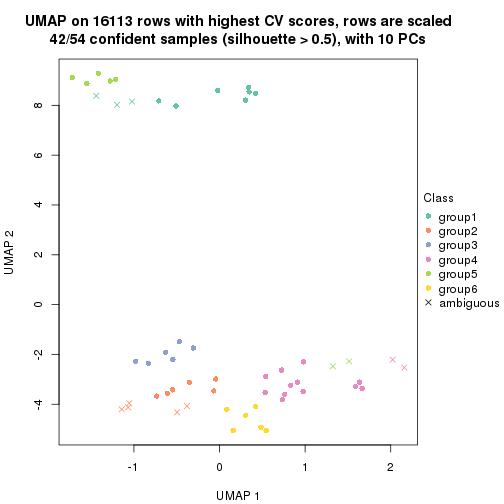 UMAP on 16113 rows with highest CV scores, rows are scaled
42/54 confident samples (silhouette > 0.5), with 10 PCs
8
6
4
2
0
-2
-4
UMAP 2
-1
0
1
2
UMAP 1
Class
group1
group2
group3
group4
group5
group6
ambiguous